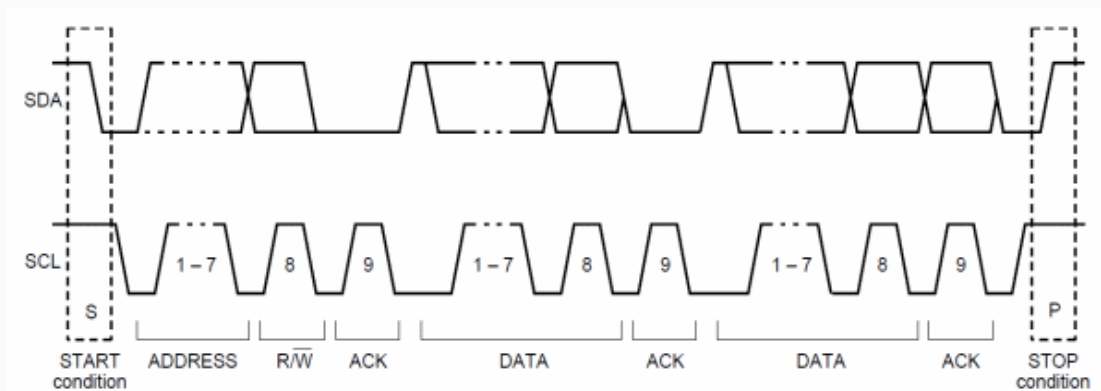 SDA
SCL
1 – 7
8
9
1 – 7
8
9
1 – 7
8
9
S
P
START
condition
ADDRESS
R/W̅
ACK
DATA
ACK
DATA
ACK
STOP
condition